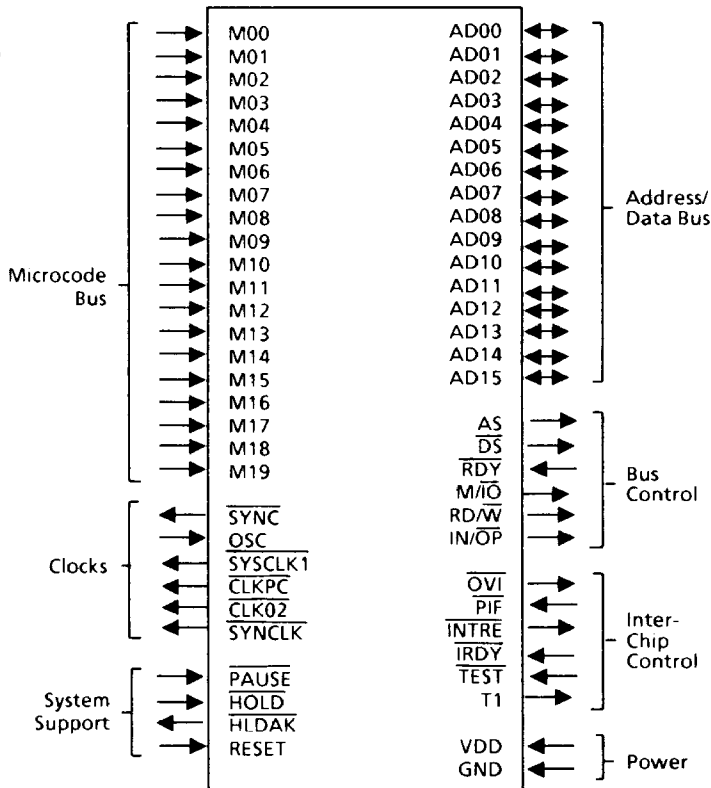 Microcode
Bus
M00
M01
M02
M03
M04
M05
M06
M07
M08
M09
M10
M11
M12
M13
M14
M15
M16
M17
M18
M19
Clocks
SYNC
OSC
SYSCLK1
CLKPC
CLK02
SYNCLK
System
Support
PAUSE
HOLD
HLDAK
RESET
AD00
AD01
AD02
AD03
AD04
AD05
AD06
AD07
AD08
AD09
AD10
AD11
AD12
AD13
AD14
AD15
Address/
Data Bus
AS
DS
RDY
M/IO
RD/W
IN/OP
Bus
Control
OVI
PIF
INTRE
IRDY
TEST
T1
Inter-
Chip
Control
VDD
GND
Power